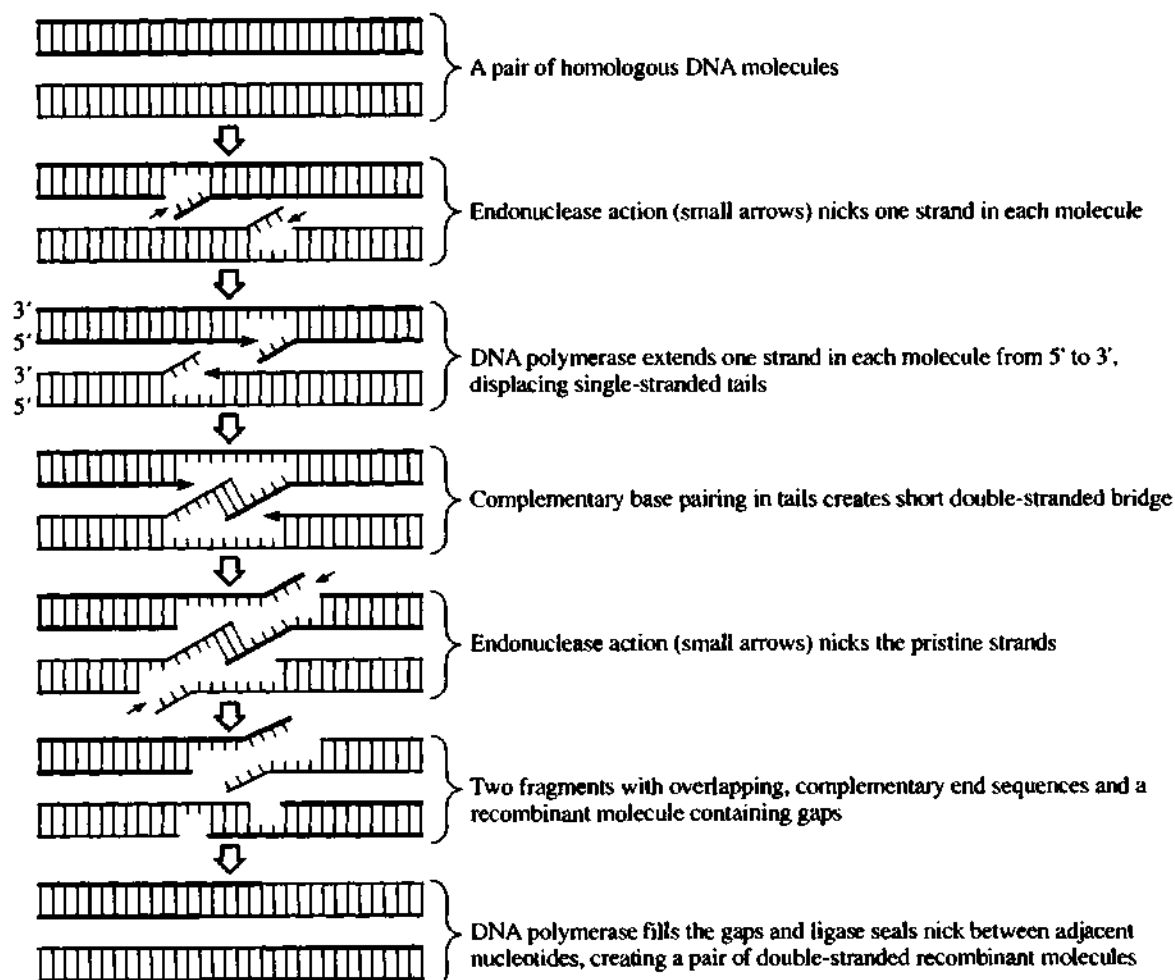 A pair of homologous DNA molecules
Endonuclease action (small arrows) nicks one strand in each molecule
3′
5′
3′
5′
DNA polymerase extends one strand in each molecule from 5′ to 3′,
displacing single-stranded tails
Complementary base pairing in tails creates short double-stranded bridge
Endonuclease action (small arrows) nicks the pristine strands
Two fragments with overlapping, complementary end sequences and a
recombinant molecule containing gaps
DNA polymerase fills the gaps and ligase seals nick between adjacent
nucleotides, creating a pair of double-stranded recombinant molecules